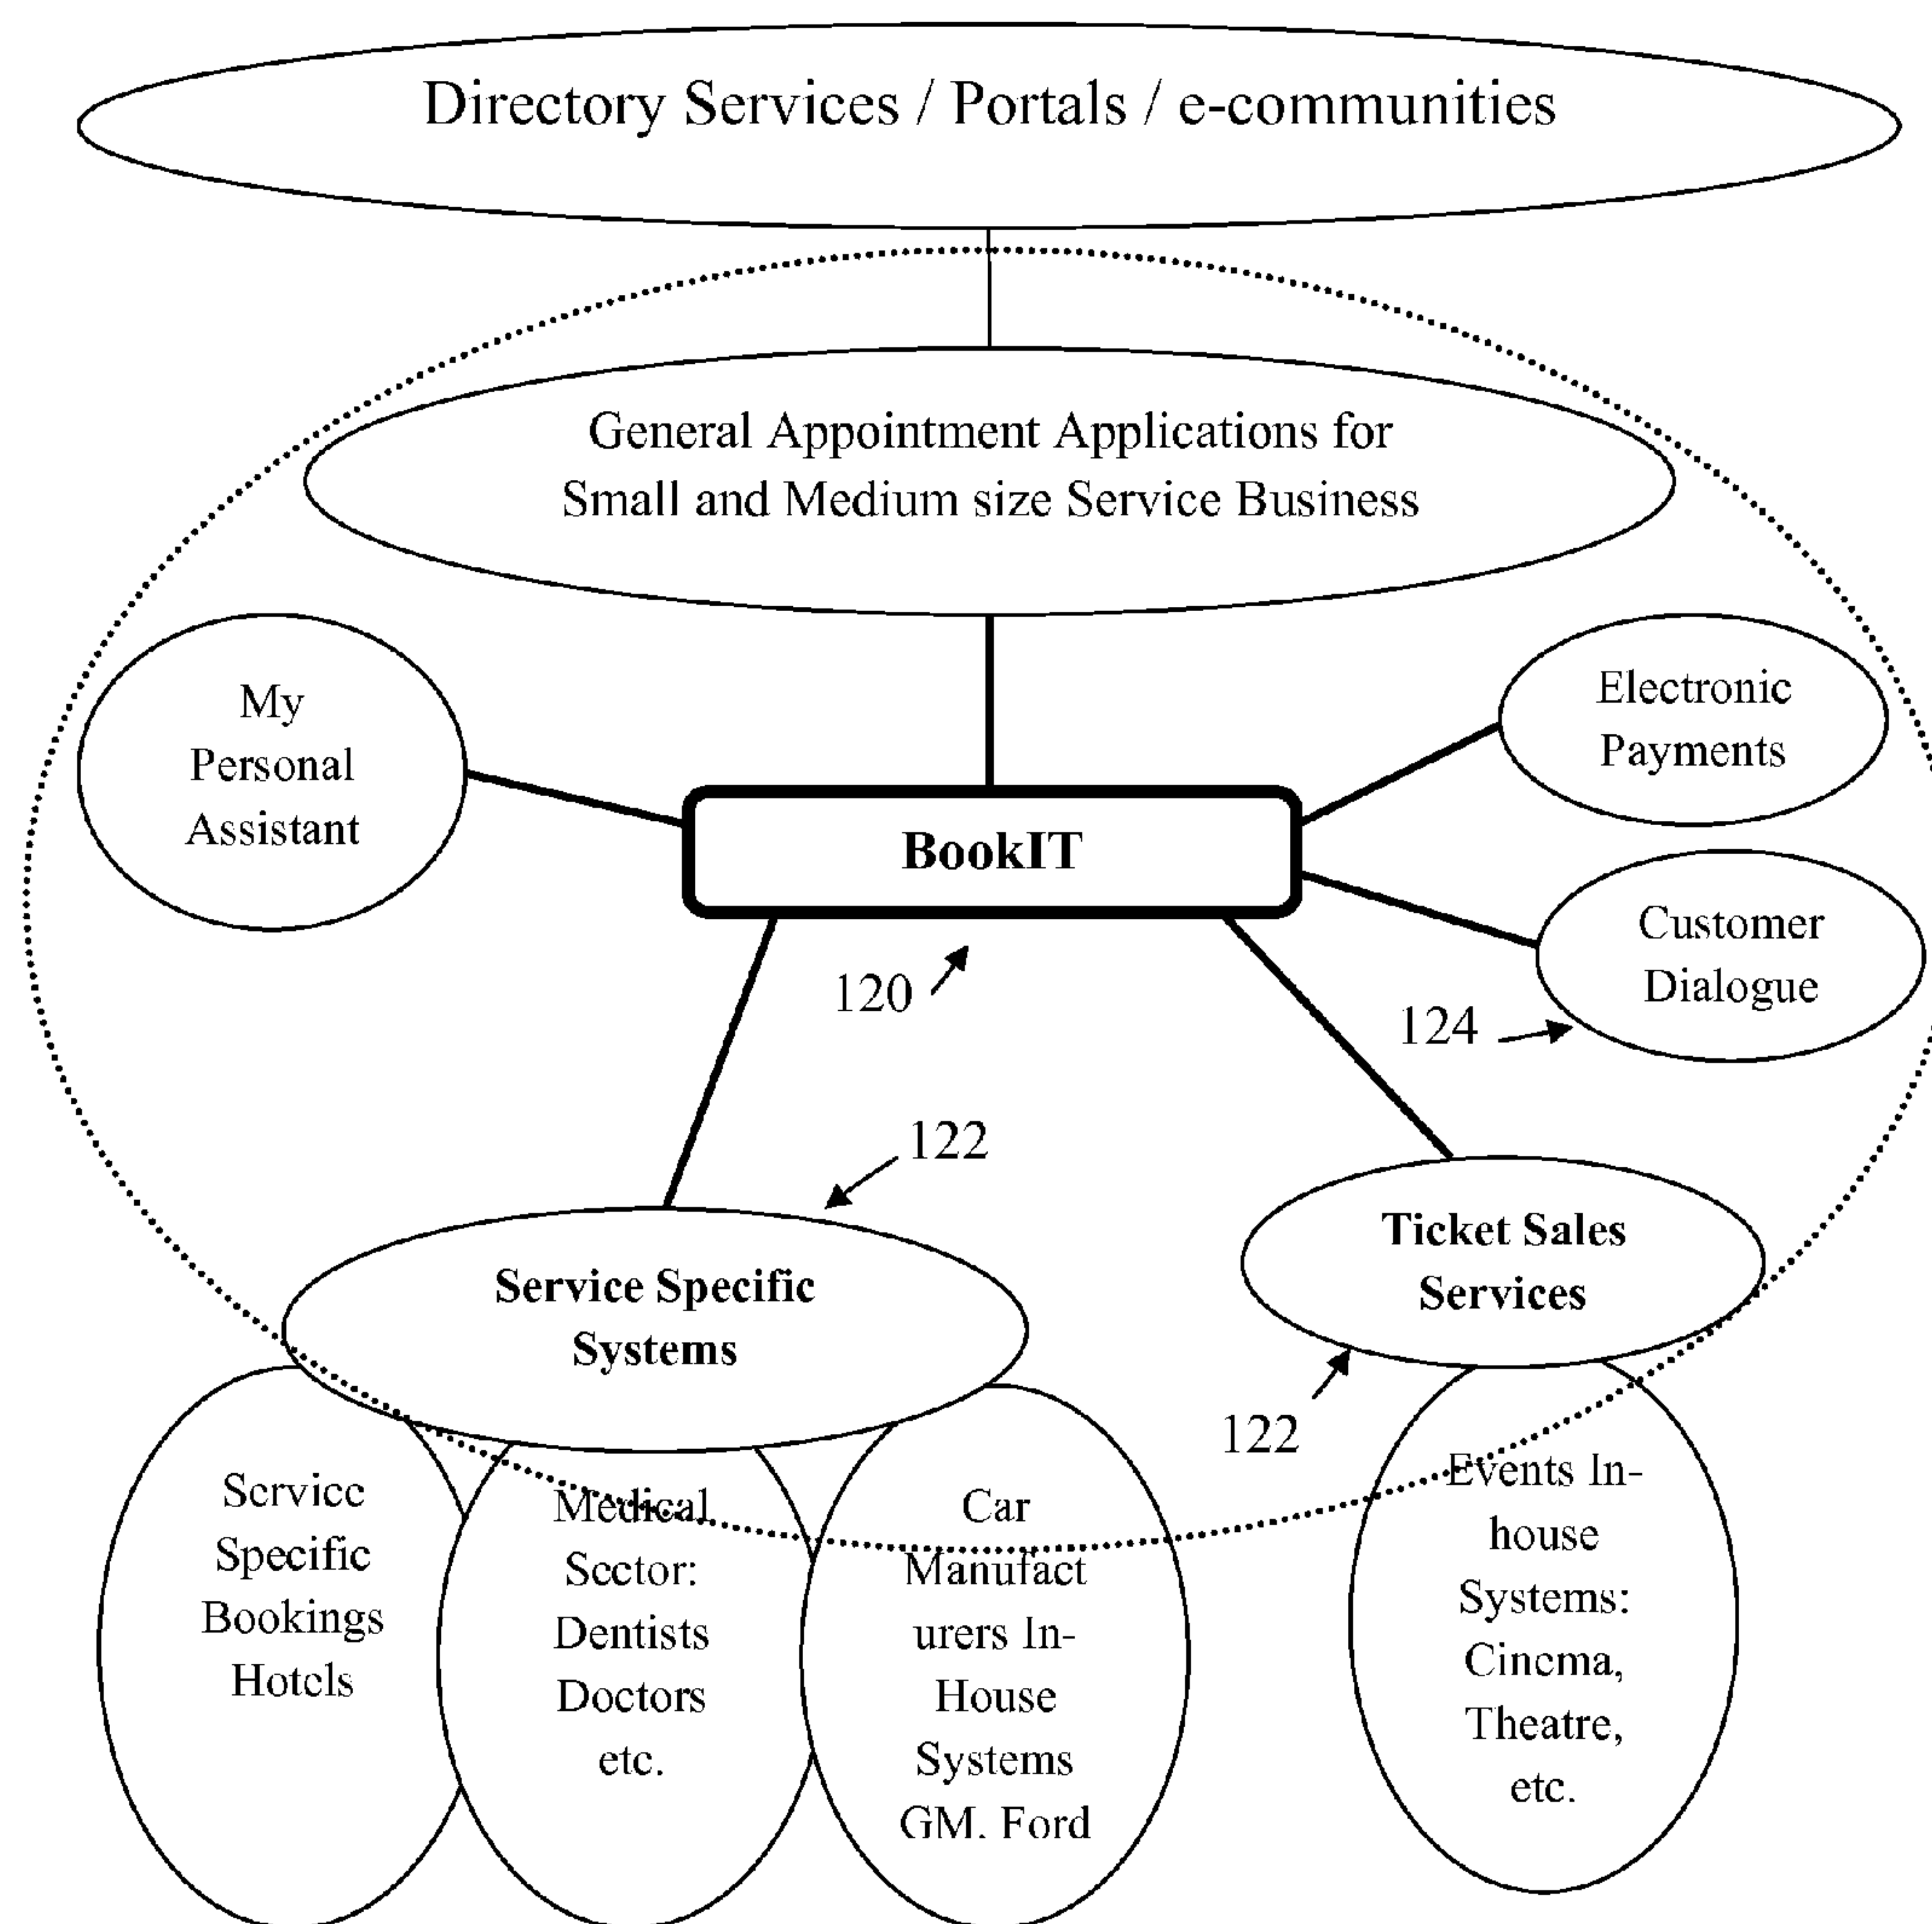 Directory Services / Portals / e-communities
General Appointment Applications for
Small and Medium size Service Business
My
Personal
Assistant
Electronic
Payments
BookIT
Customer
Dialogue
120
124
122
Service Specific
Systems
Ticket Sales
Services
122
Service
Specific
Bookings
Hotels
Medical
Sector:
Dentists
Doctors
etc.
Car
Manufact
urers In-
House
Systems
GM. Ford
Events In-
house
Systems:
Cinema,
Theatre,
etc.